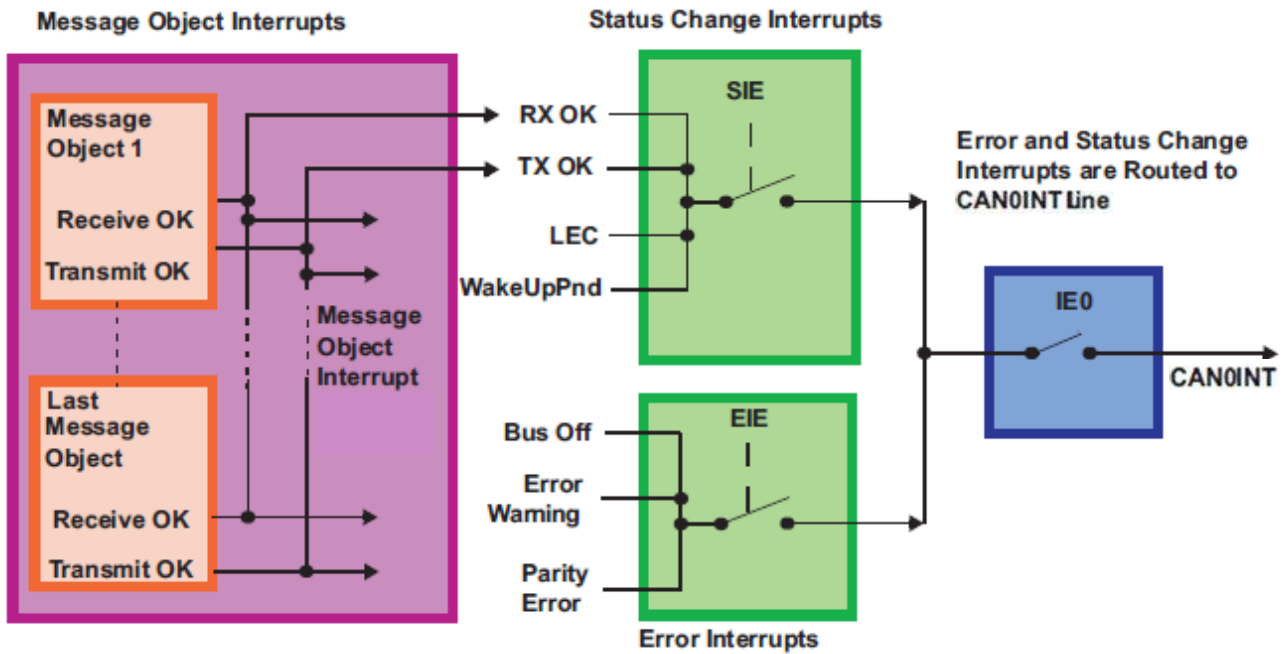 Message Object Interrupts
Status Change Interrupts
Message
Object 1
Receive OK
Transmit OK
Message
Object
Interrupt
Last
Message
Object
Receive OK
Transmit OK
RX OK
TX OK
LEC
WakeUpPnd
SIE
Bus Off
Error
Warning
Parity
Error
EIE
Error Interrupts
Error and Status Change
Interrupts are Routed to
CAN0INT Line
IE0
CAN0INT